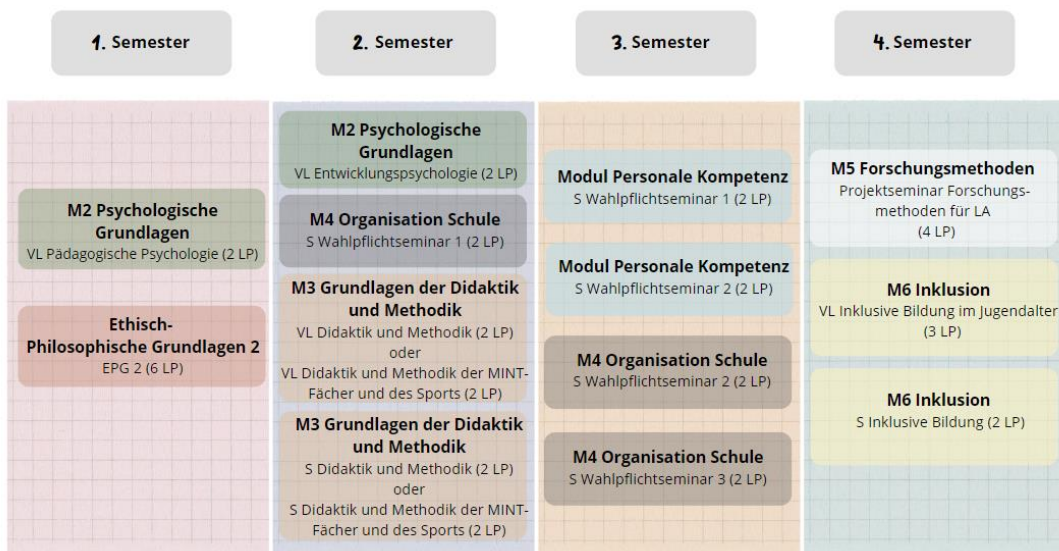 1. Semester
2. Semester
3. Semester
4. Semester
M2 Psychologische
Grundlagen
VL Pädagogische Psychologie (2 LP)
Ethisch-
Philosophische Grundlagen 2
EPG 2 (6 LP)
M2 Psychologische
Grundlagen
VL Entwicklungspsychologie (2 LP)
M4 Organisation Schule
S Wahlpflichtseminar 1 (2 LP)
M3 Grundlagen der Didaktik
und Methodik
VL Didaktik und Methodik (2 LP)
oder
VL Didaktik und Methodik der MINT-
Fächer und des Sports (2 LP)
M3 Grundlagen der Didaktik
und Methodik
S Didaktik und Methodik (2 LP)
oder
S Didaktik und Methodik der MINT-
Fächer und des Sports (2 LP)
Modul Personale Kompetenz
S Wahlpflichtseminar 1 (2 LP)
Modul Personale Kompetenz
S Wahlpflichtseminar 2 (2 LP)
M4 Organisation Schule
S Wahlpflichtseminar 2 (2 LP)
M4 Organisation Schule
S Wahlpflichtseminar 3 (2 LP)
M5 Forschungsmethoden
Projektseminar Forschungs-
methoden für LA
(4 LP)
M6 Inklusion
VL Inklusive Bildung im Jugendalter
(3 LP)
M6 Inklusion
S Inklusive Bildung (2 LP)